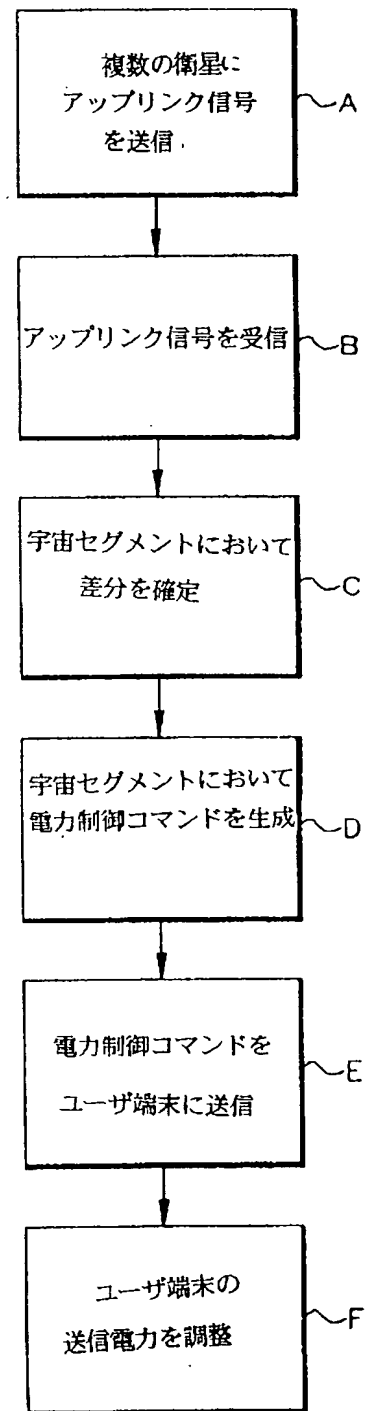 複数の衛星に
アップリンク信号
を送信
A
アップリンク信号を受信
B
宇宙セグメントにおいて
差分を確定
C
宇宙セグメントにおいて
電力制御コマンドを生成
D
電力制御コマンドを
ユーザ端末に送信
E
ユーザ端末の
送信電力を調整
F